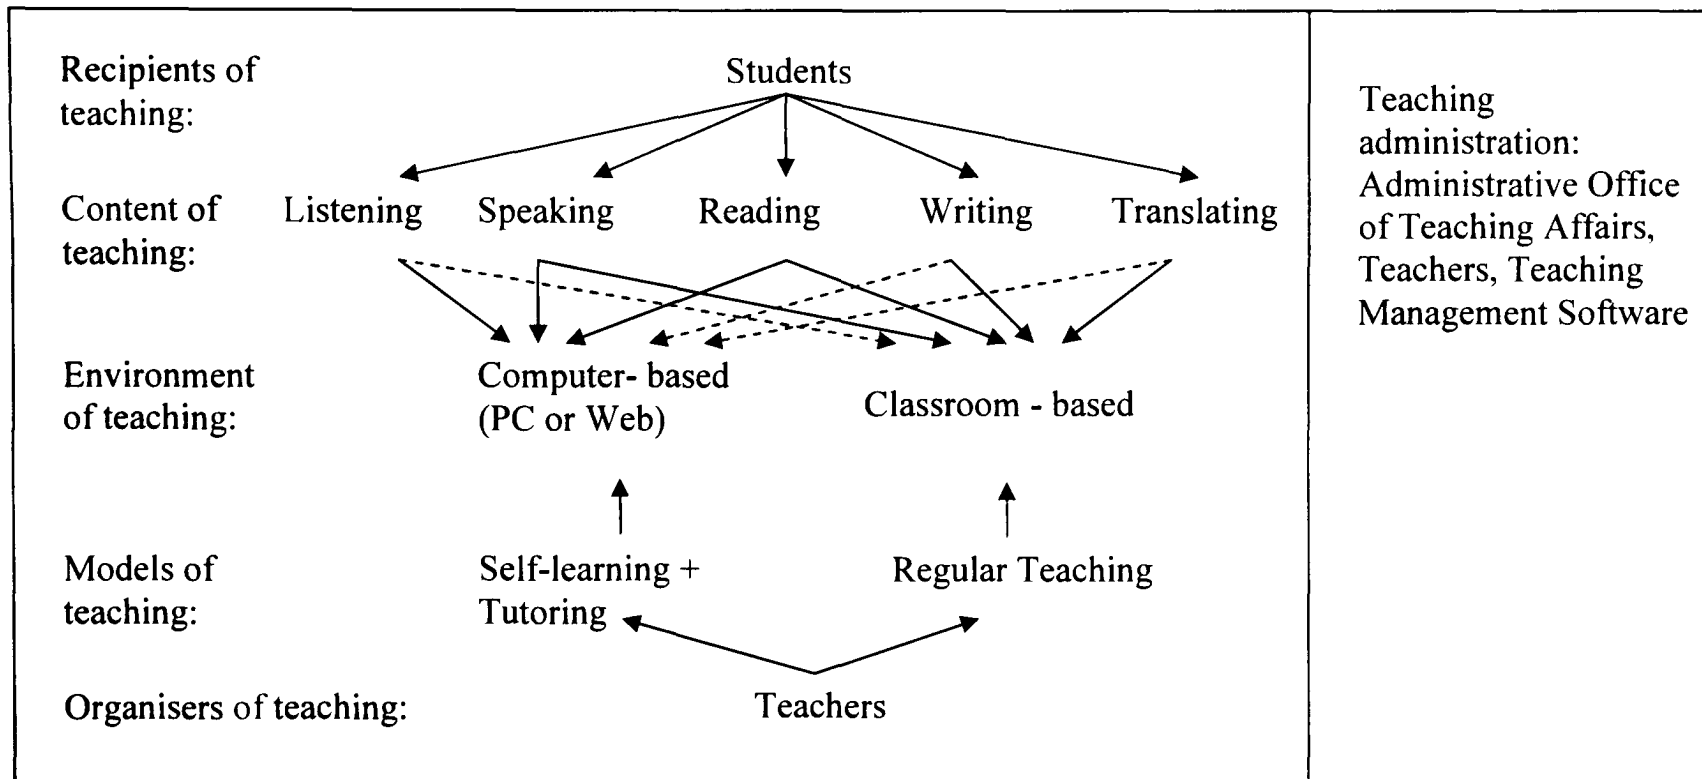 Recipients of
teaching:
Students
Content of
teaching:
Listening
Speaking
Reading
Writing
Translating
Environment
of teaching:
Computer- based
(PC or Web)
Classroom - based
Models of
teaching:
Self-learning +
Tutoring
Regular Teaching
Organisers of teaching:
Teachers
Teaching
administration:
Administrative Office
of Teaching Affairs,
Teachers, Teaching
Management Software